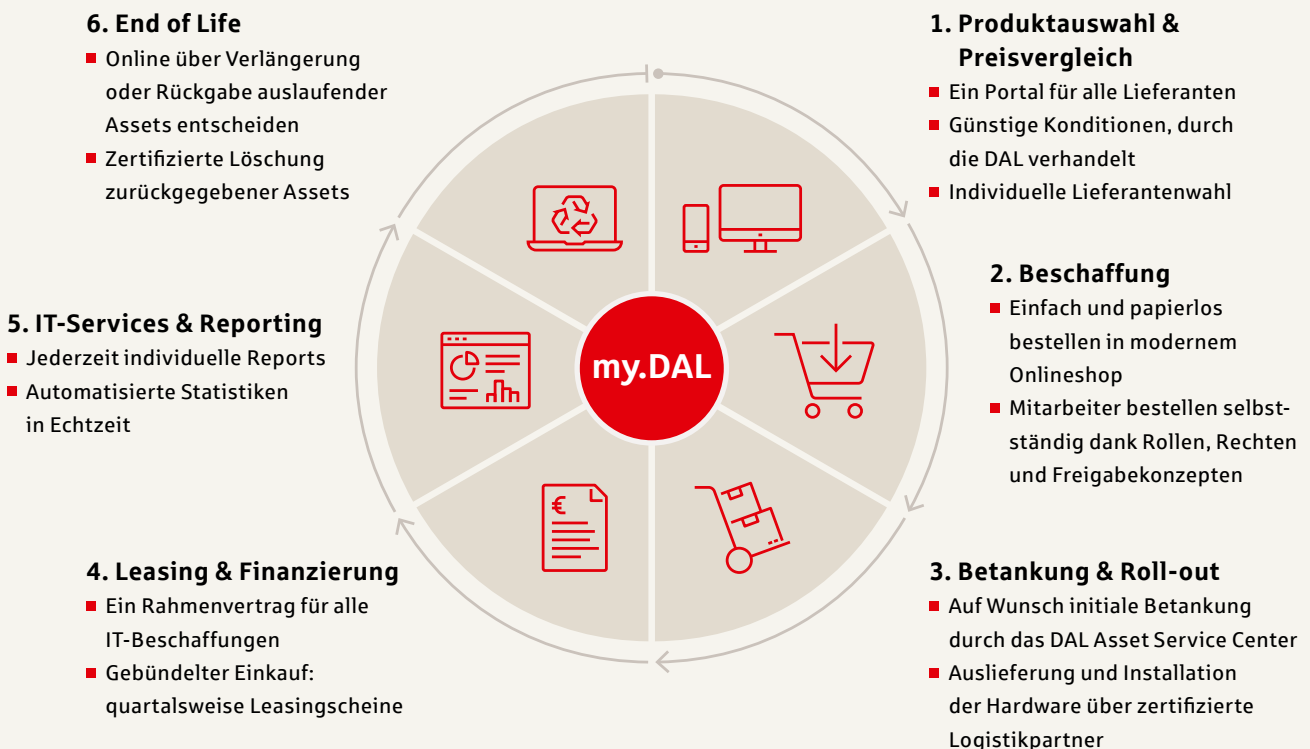 1. Produktauswahl &
Preisvergleich
Ein Portal für alle Lieferanten
Günstige Konditionen, durch
die DAL verhandelt
Individuelle Lieferantenwahl
2. Beschaffung
Einfach und papierlos
bestellen in modernem
Onlineshop
Mitarbeiter bestellen selbst-
ständig dank Rollen, Rechten
und Freigabekonzepten
3. Betankung & Roll-out
Auf Wunsch initiale Betankung
durch das DAL Asset Service Center
Auslieferung und Installation
der Hardware über zertifizierte
Logistikpartner
4. Leasing & Finanzierung
Ein Rahmenvertrag für alle
IT-Beschaffungen
Gebündelter Einkauf:
quartalsweise Leasingscheine
5. IT-Services & Reporting
Jederzeit individuelle Reports
Automatisierte Statistiken
in Echtzeit
6. End of Life
Online über Verlängerung
oder Rückgabe auslaufender
Assets entscheiden
Zertifizierte Löschung
zurückgegebener Assets
my.DAL
€